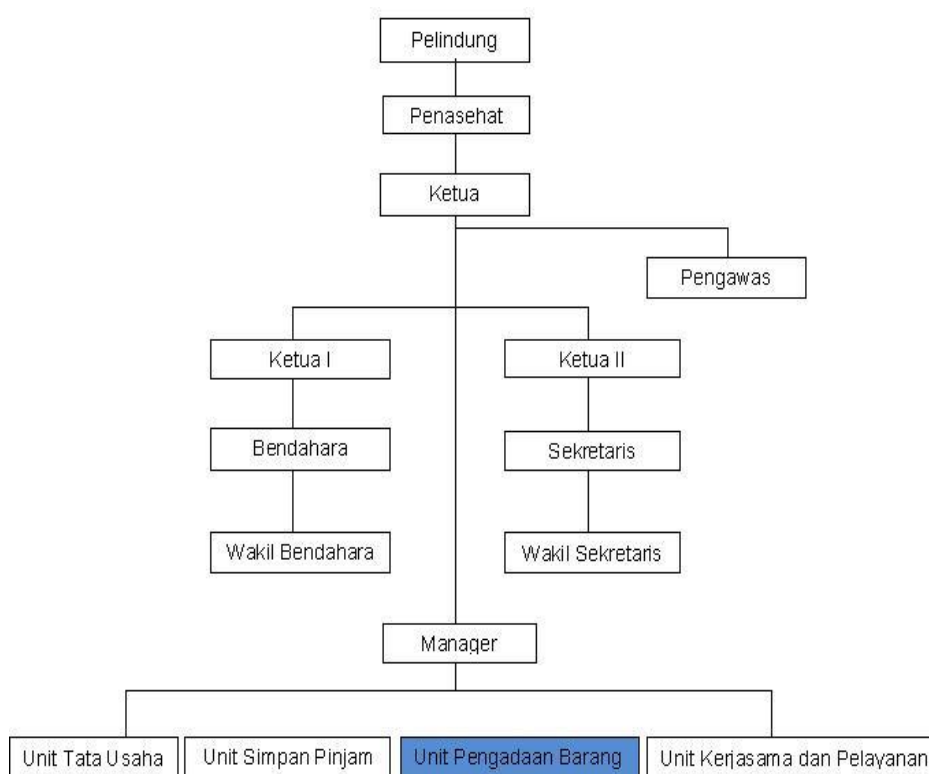 Pelindung
Penasehat
Ketua
Pengawas
Ketua I
Ketua II
Bendahara
Sekretaris
Wakil Bendahara
Wakil Sekretaris
Manager
Unit Tata Usaha
Unit Simpan Pinjam
Unit Pengadaan Barang
Unit Kerjasama dan Pelayanan